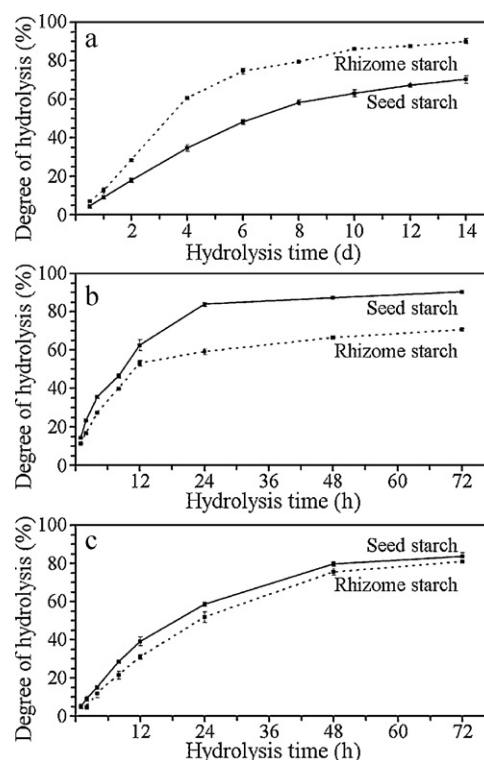 a
100
80
60
40
20
0
Degree of hydrolysis (%)
Rhizome starch
Seed starch
2 4 6 8 10 12 14
Hydrolysis time (d)
b
100
80
60
40
20
0
Degree of hydrolysis (%)
Seed starch
Rhizome starch
12 24 36 48 60 72
Hydrolysis time (h)
c
100
80
60
40
20
0
Degree of hydrolysis (%)
Seed starch
Rhizome starch
12 24 36 48 60 72
Hydrolysis time (h)